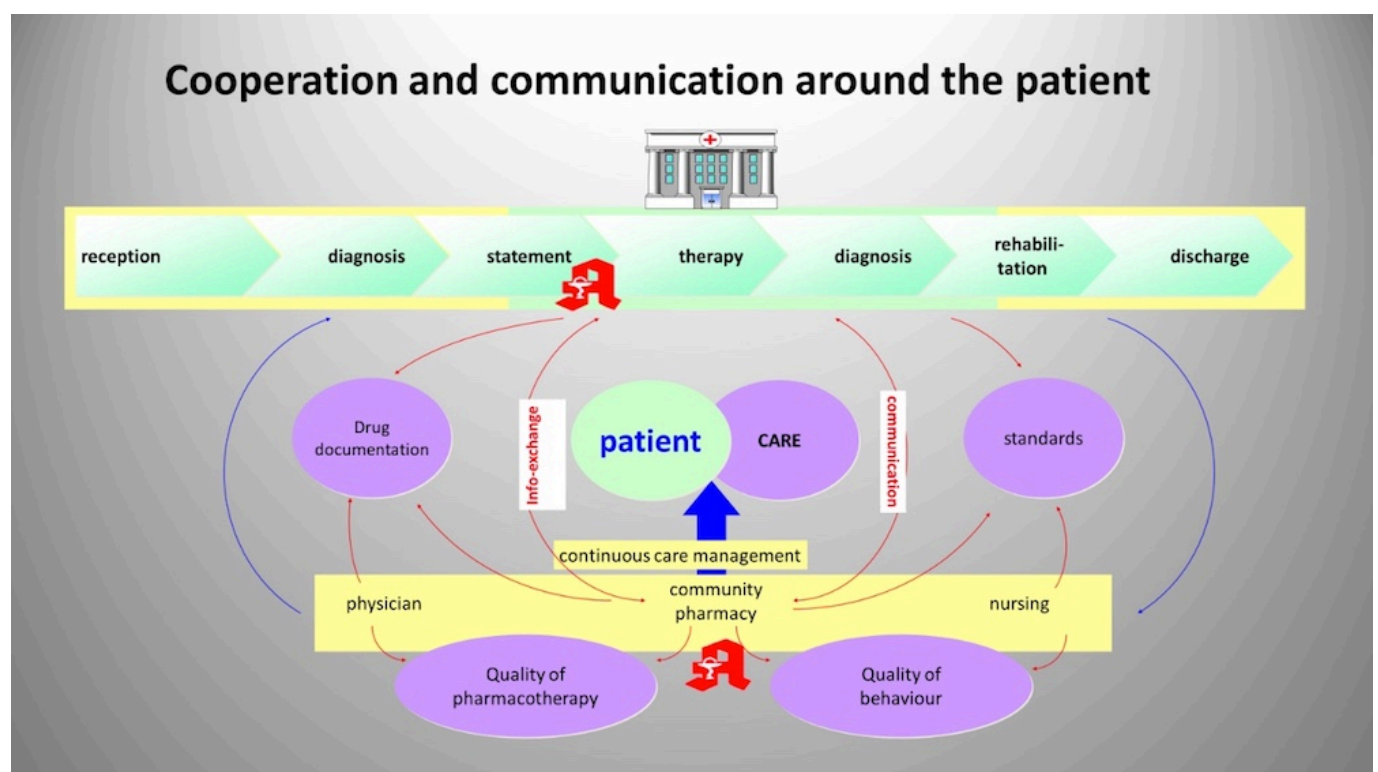 Cooperation and communication around the patient
reception
diagnosis
statement
therapy
diagnosis
rehabili-
tation
discharge
Drug
documentation
Info-exchange
patient
CARE
communication
standards
continuous care management
physician
community
pharmacy
nursing
Quality of
pharmacotherapy
Quality of
behaviour